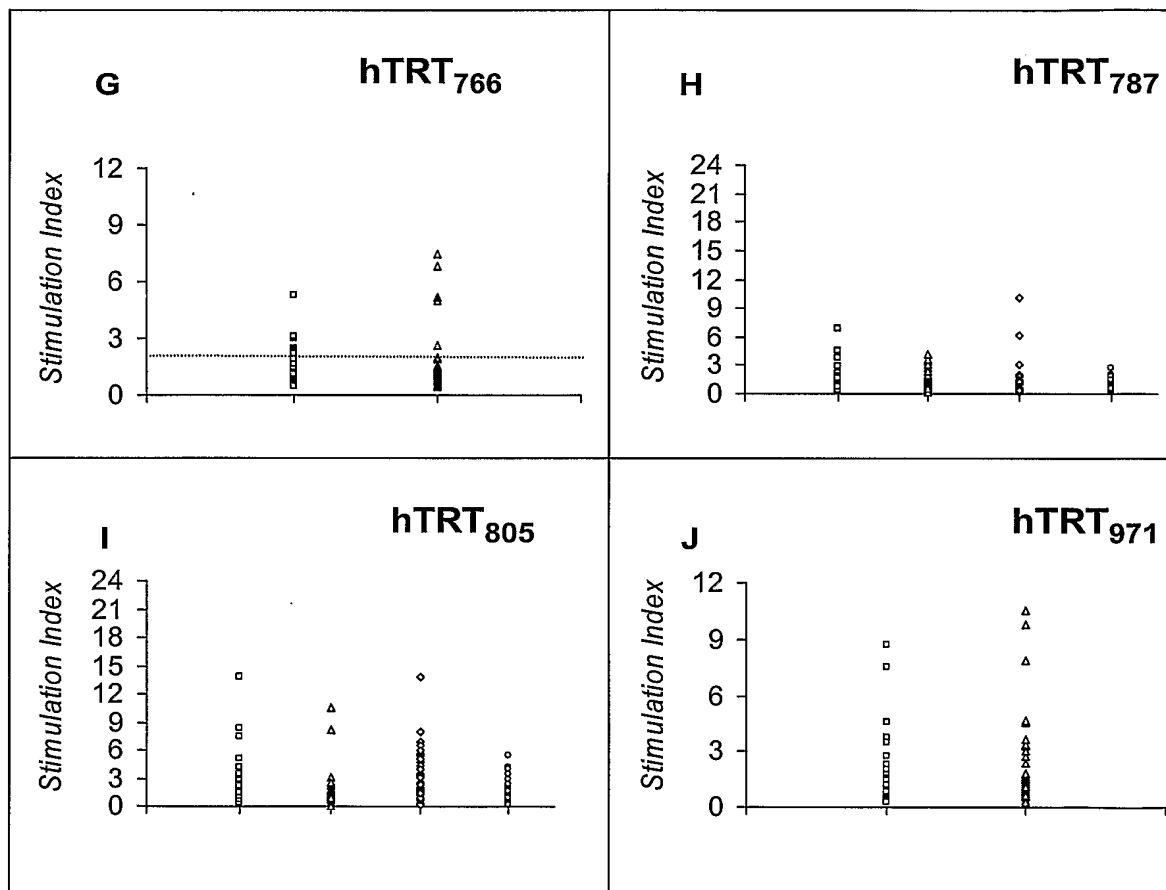 G
hTRT766
Stimulation Index
12
9
6
3
0
H
hTRT787
Stimulation Index
24
21
18
15
12
9
6
3
0
I
hTRT805
Stimulation Index
24
21
18
15
12
9
6
3
0
J
hTRT971
Stimulation Index
12
9
6
3
0